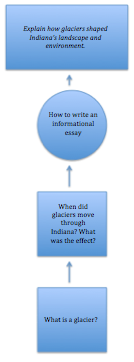 Explain how glaciers shaped
Indiana's landscape and
environment.
How to write an
informational
essay
When did
glaciers move
through
Indiana? What
was the effect?
What is a glacier?